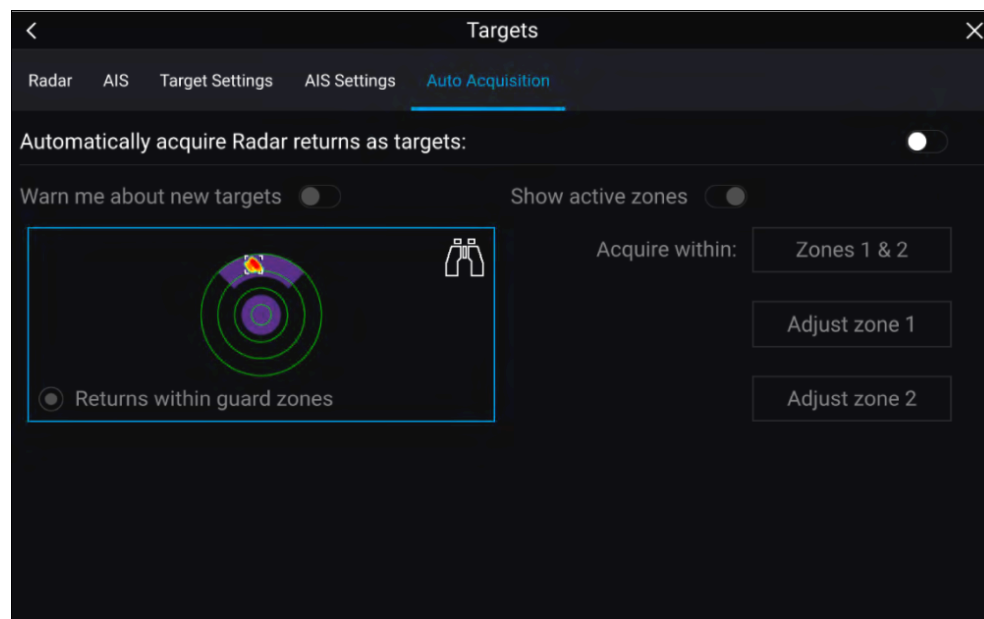 Targets
Radar AIS Target Settings AIS Settings Auto Acquisition
Automatically acquire Radar returns as targets:
Warn me about new targets Show active zones
Acquire within: Zones 1 & 2
Adjust zone 1
Returns within guard zones Adjust zone 2